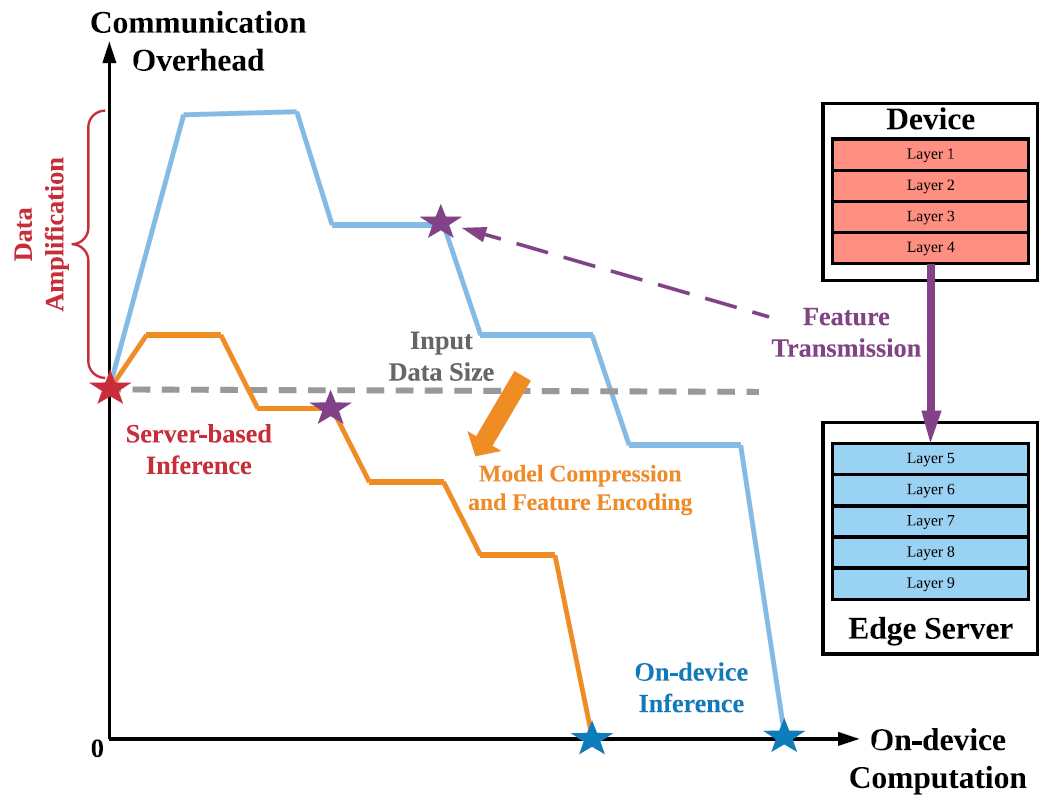 Communication
Overhead
Data
Amplification
Input
Data Size
Server-based
Inference
Model Compression
and Feature Encoding
On-device
Inference
0
On-device
Computation
Device
Layer 1
Layer 2
Layer 3
Layer 4
Feature
Transmission
Layer 5
Layer 6
Layer 7
Layer 8
Layer 9
Edge Server